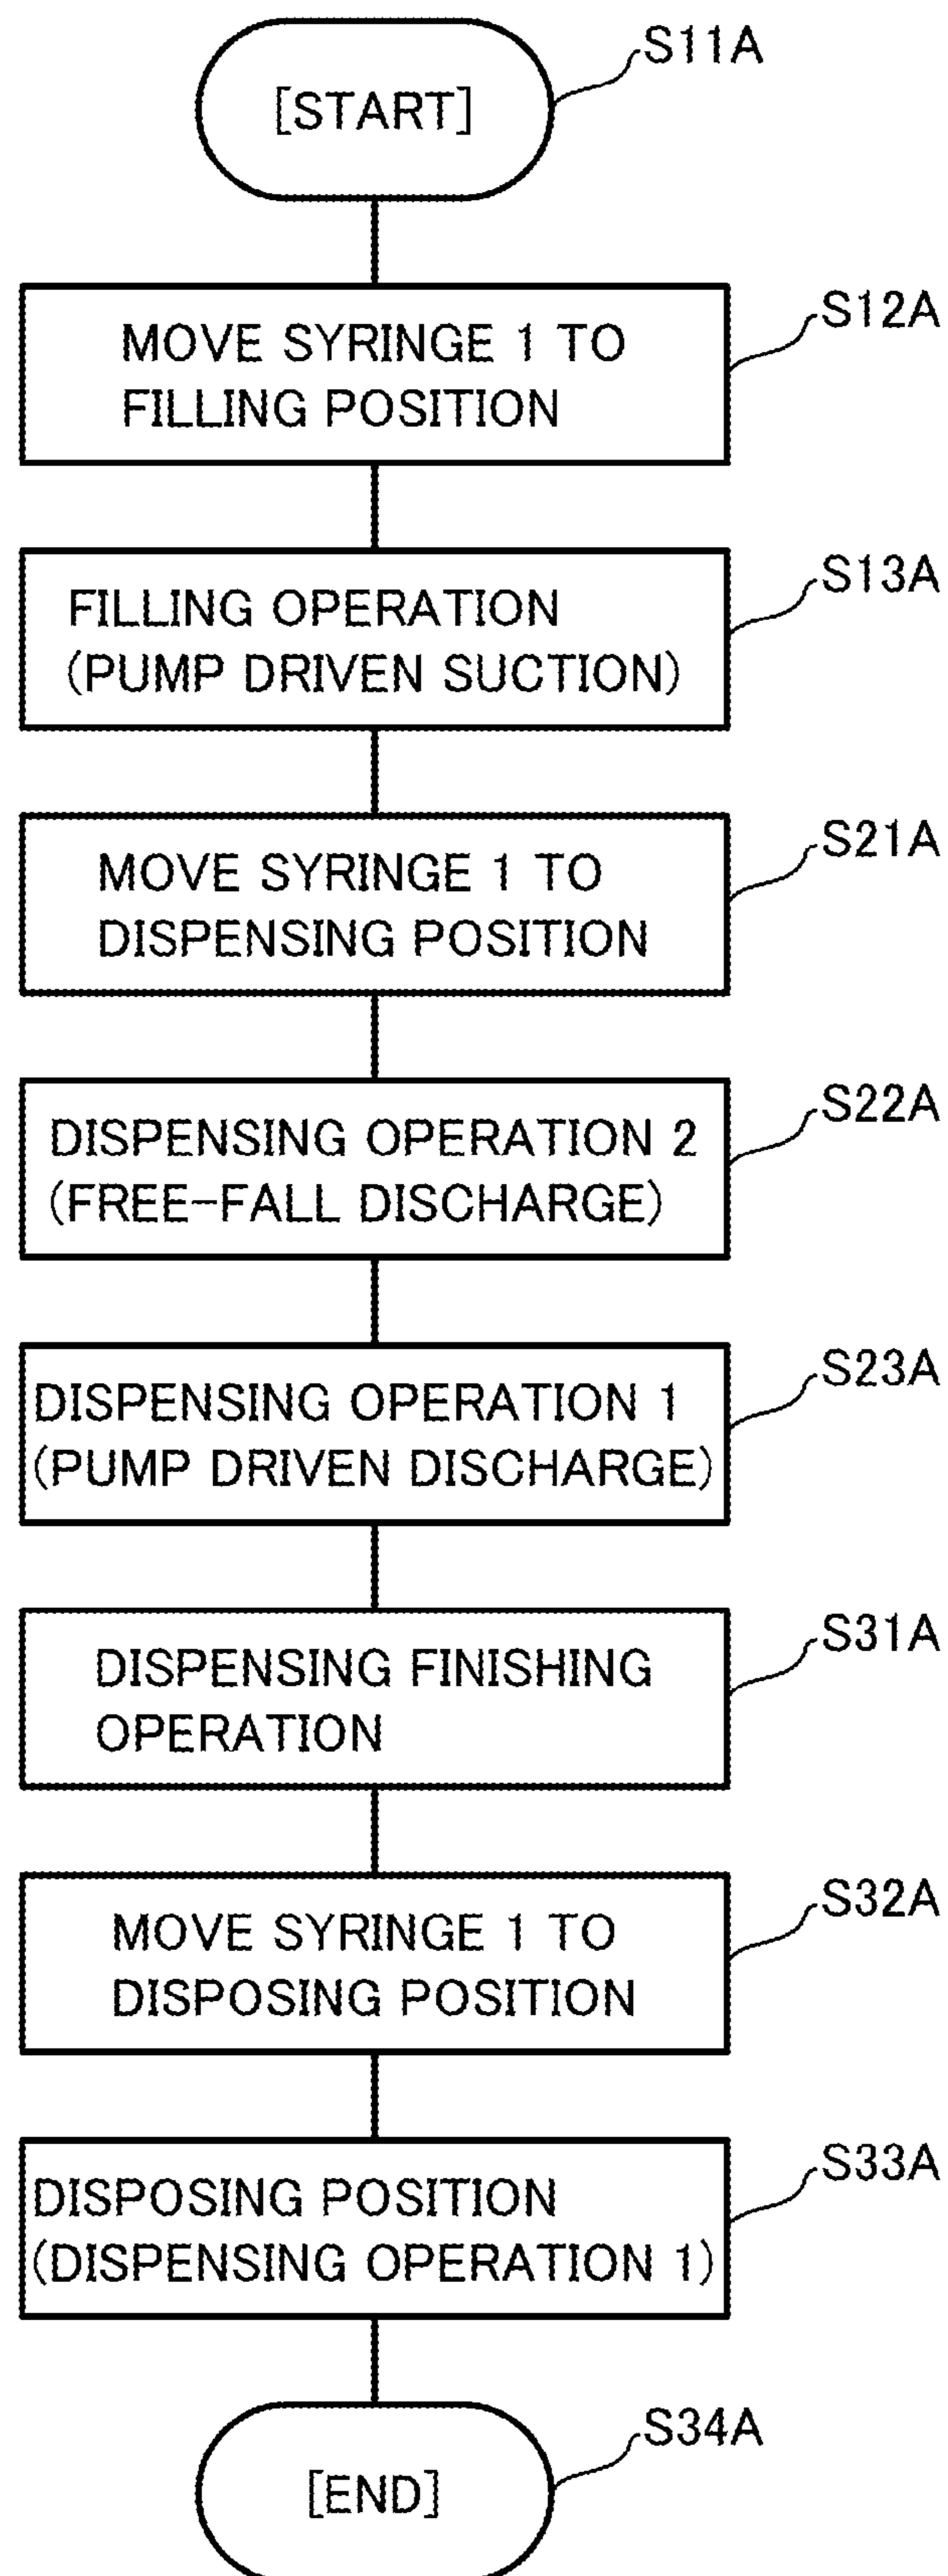 [START]
S11A
MOVE SYRINGE 1 TO
FILLING POSITION
S12A
FILLING OPERATION
(PUMP DRIVEN SUCTION)
S13A
MOVE SYRINGE 1 TO
DISPENSING POSITION
S21A
DISPENSING OPERATION 2
(FREE-FALL DISCHARGE)
S22A
DISPENSING OPERATION 1
(PUMP DRIVEN DISCHARGE)
S23A
DISPENSING FINISHING
OPERATION
S31A
MOVE SYRINGE 1 TO
DISPOSING POSITION
S32A
DISPOSING POSITION
(DISPENSING OPERATION 1)
S33A
[END]
S34A